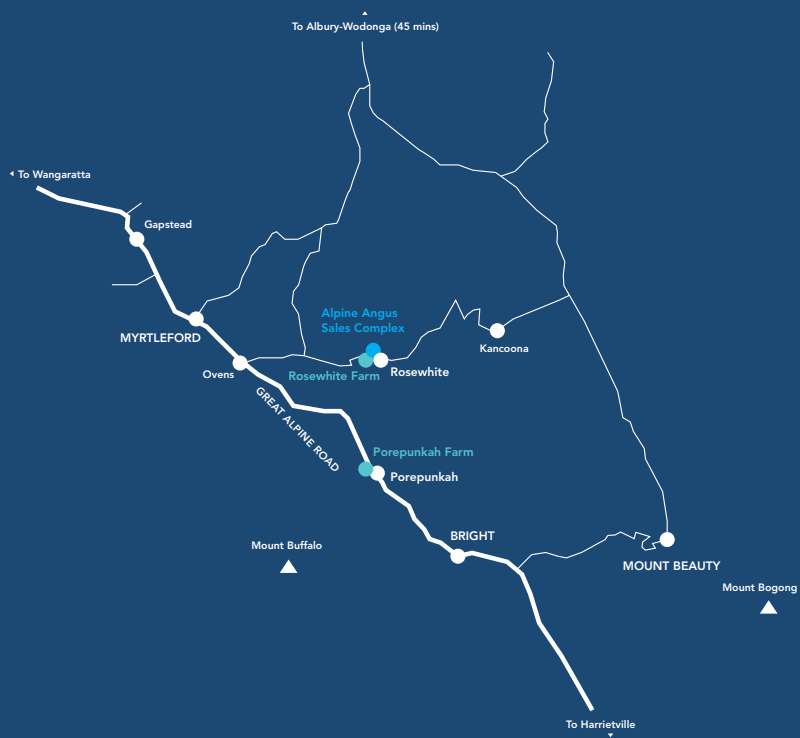 To Albury-Wodonga (45 mins)
To Wangaratta
Gapstead
Alpine Angus
Sales Complex
MYRTLEFORD
Kancoona
Ovens
Rosewhite Farm
Rosewhite
GREAT ALPINE ROAD
Porepunkah Farm
Porepunkah
BRIGHT
Mount Buffalo
MOUNT BEAUTY
Mount Bogong
To Harrietville